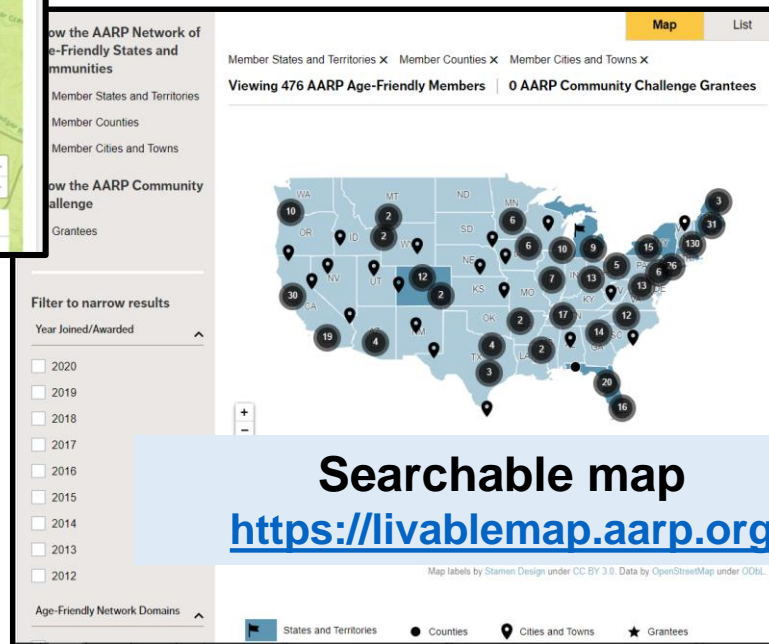 ow the AARP Network of
e-Friendly States and
mmunities
Member States and Territories
Member Counties
Member Cities and Towns
ow the AARP Community
allenge
Grantees
Filter to narrow results
Year Joined/Awarded
2020
2019
2018
2017
2016
2015
2014
2013
2012
Age-Friendly Network Domains
Map List
Member States and Territories X Member Counties X Member Cities and Towns X
Viewing 476 AARP Age-Friendly Members | 0 AARP Community Challenge Grantees
WA MT ND MN
10 2 6 3 31
OR ID 2 WY SD 6 10 9 15 130
NE 5 6 26
NV UT 12 2 KS MO 7 IN 13 13 DE
30 CA KY
OK 2 17 12
19 4 4 2 14 SC
TX LA GA
3 20
16
+
−
Searchable map
https://livablemap.aarp.org
Map labels by Stamen Design under CC BY 3.0. Data by OpenStreetMap under ODbL.
States and Territories Counties Cities and Towns Grantees